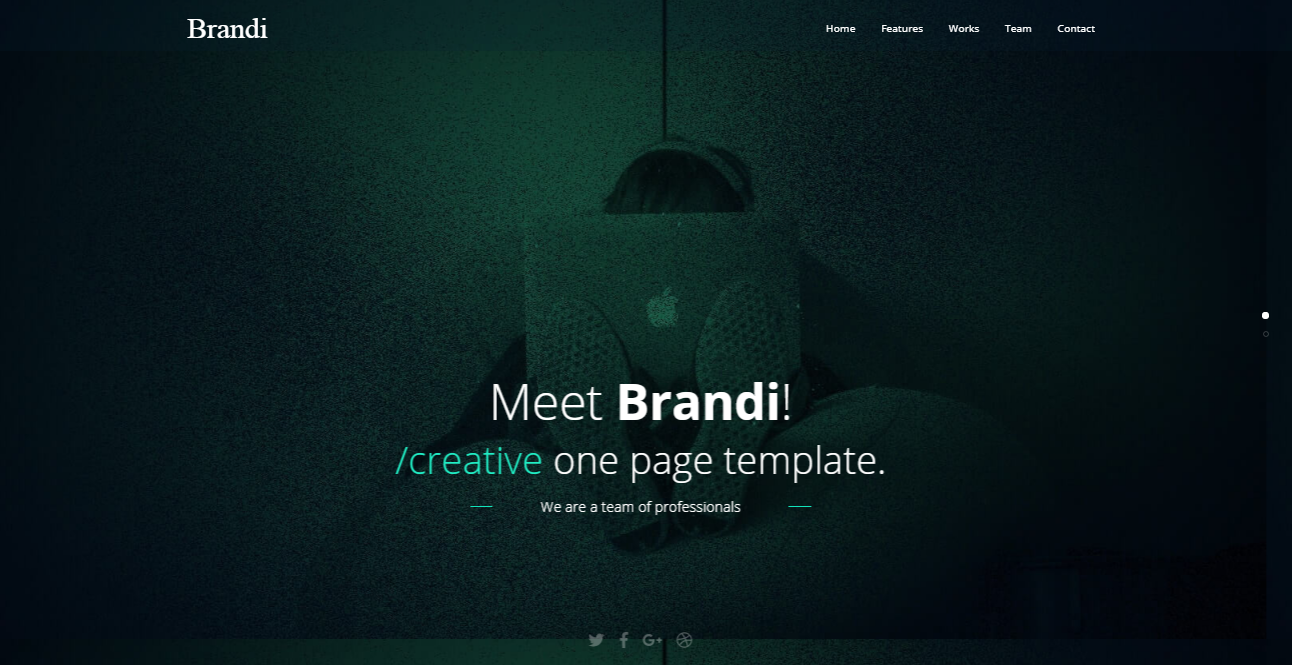 Brandi
Home Features Works Team Contact
Meet Brandi!
/creative one page template.
We are a team of professionals